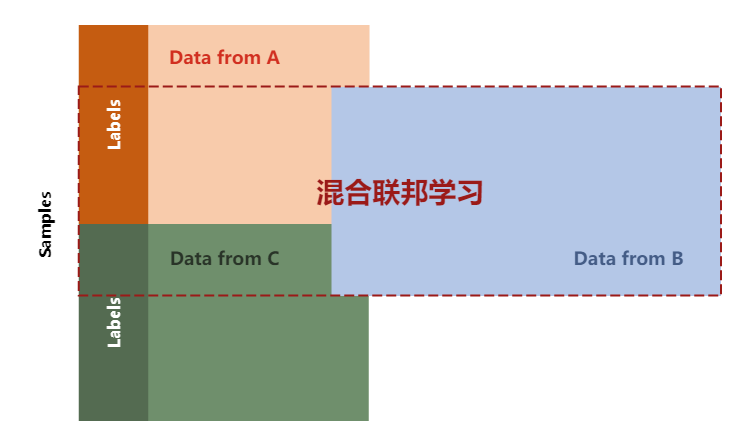 Data from A
Labels
混合联邦学习
Samples
Data from C
Data from B
Labels